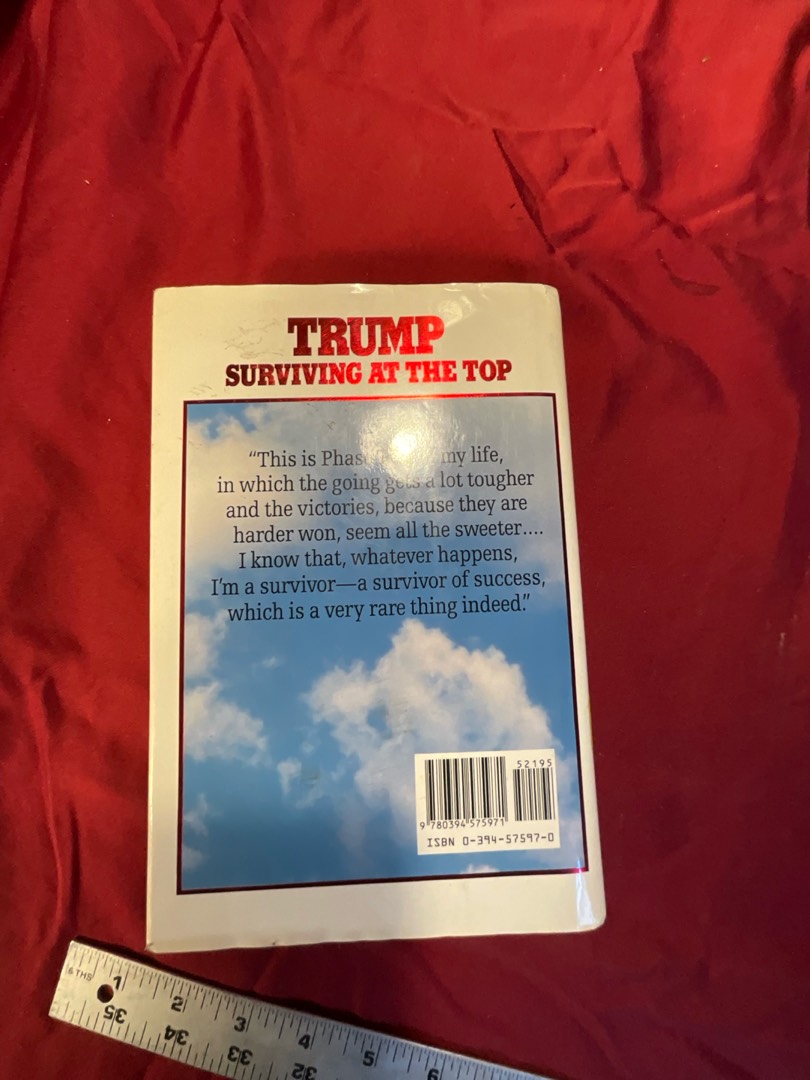 TRUMP
SURVIVING AT THE TOP
“This is my life,
in which the going gets a lot tougher
and the victories, because they are
harder won, seem all the sweeter....
I know that, whatever happens,
I'm a survivor—a survivor of success,
which is a very rare thing indeed.”
52195
9 780394 575971
ISBN 0-394-57597-0
6 THS
1 2 3 4 5 6
35 34 33 32